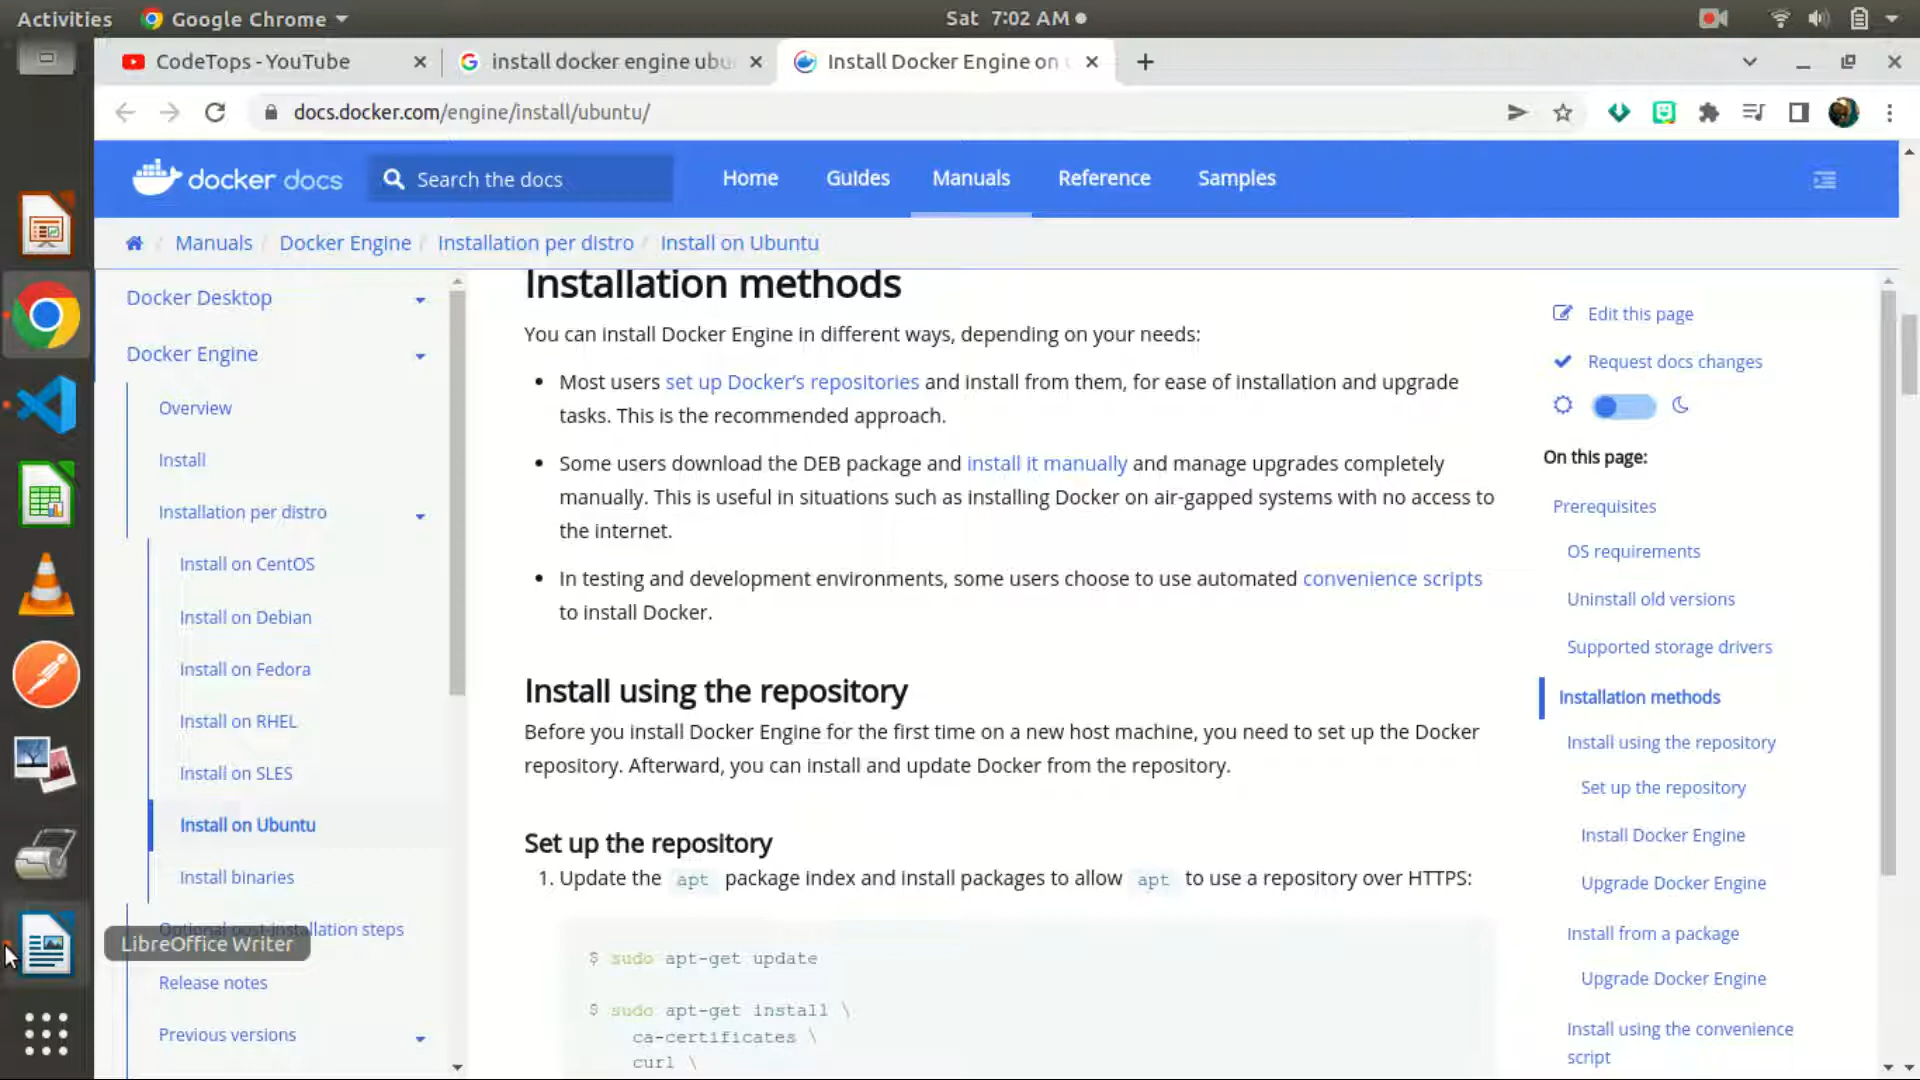 Activities
Google Chrome
Sat 7:02 AM
CodeTops - YouTube
install docker engine ubu
Install Docker Engine on
docs.docker.com/engine/install/ubuntu/
docker docs
Search the docs
Home
Guides
Manuals
Reference
Samples
/ Manuals / Docker Engine / Installation per distro / Install on Ubuntu
Docker Desktop
Docker Engine
Overview
Install
Installation per distro
Install on CentOS
Install on Debian
Install on Fedora
Install on RHEL
Install on SLES
Install on Ubuntu
Install binaries
Optional post-installation steps
LibreOffice Writer
Release notes
Previous versions
Installation methods
You can install Docker Engine in different ways, depending on your needs:
• Most users set up Docker's repositories and install from them, for ease of installation and upgrade
tasks. This is the recommended approach.
• Some users download the DEB package and install it manually and manage upgrades completely
manually. This is useful in situations such as installing Docker on air-gapped systems with no access to
the internet.
• In testing and development environments, some users choose to use automated convenience scripts
to install Docker.
Install using the repository
Before you install Docker Engine for the first time on a new host machine, you need to set up the Docker
repository. Afterward, you can install and update Docker from the repository.
Set up the repository
1. Update the apt package index and install packages to allow apt to use a repository over HTTPS:
$ sudo apt-get update
$ sudo apt-get install \
ca-certificates \
curl \
Edit this page
Request docs changes
On this page:
Prerequisites
OS requirements
Uninstall old versions
Supported storage drivers
Installation methods
Install using the repository
Set up the repository
Install Docker Engine
Upgrade Docker Engine
Install from a package
Upgrade Docker Engine
Install using the convenience
script